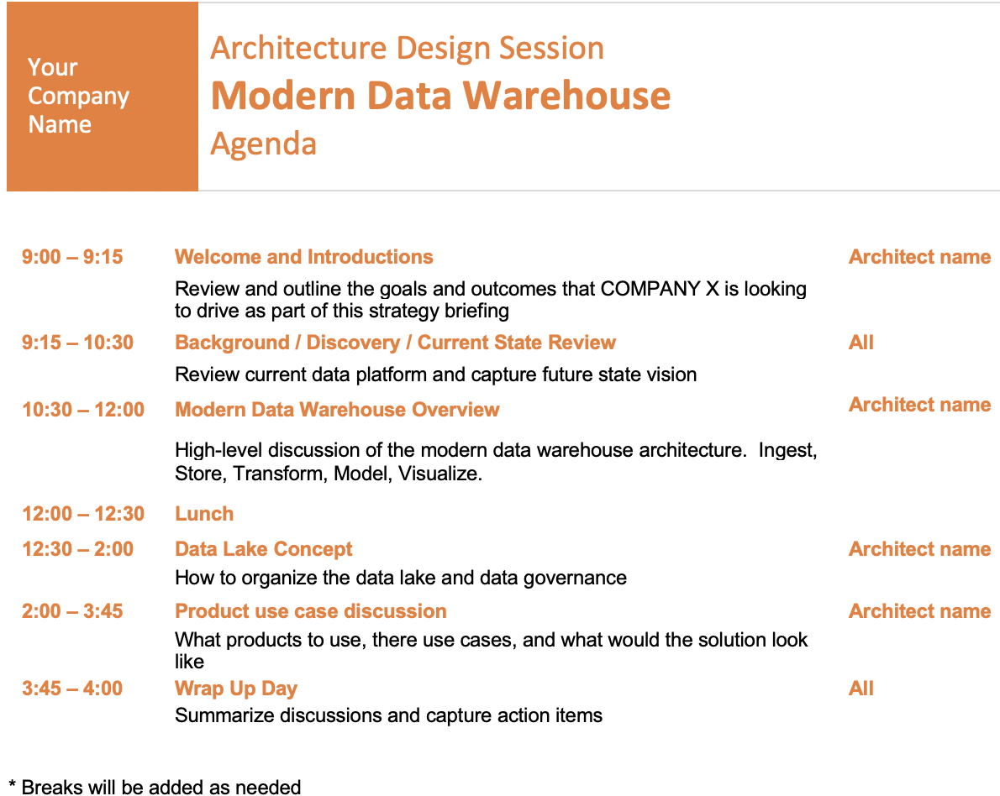 Your
Company
Name
Architecture Design Session
Modern Data Warehouse
Agenda
9:00 – 9:15 Welcome and Introductions Architect name
Review and outline the goals and outcomes that COMPANY X is looking
to drive as part of this strategy briefing
9:15 – 10:30 Background / Discovery / Current State Review All
Review current data platform and capture future state vision
10:30 – 12:00 Modern Data Warehouse Overview Architect name
High-level discussion of the modern data warehouse architecture.  Ingest,
Store, Transform, Model, Visualize.
12:00 – 12:30 Lunch
12:30 – 2:00 Data Lake Concept Architect name
How to organize the data lake and data governance
2:00 – 3:45 Product use case discussion Architect name
What products to use, there use cases, and what would the solution look
like
3:45 – 4:00 Wrap Up Day All
Summarize discussions and capture action items
* Breaks will be added as needed